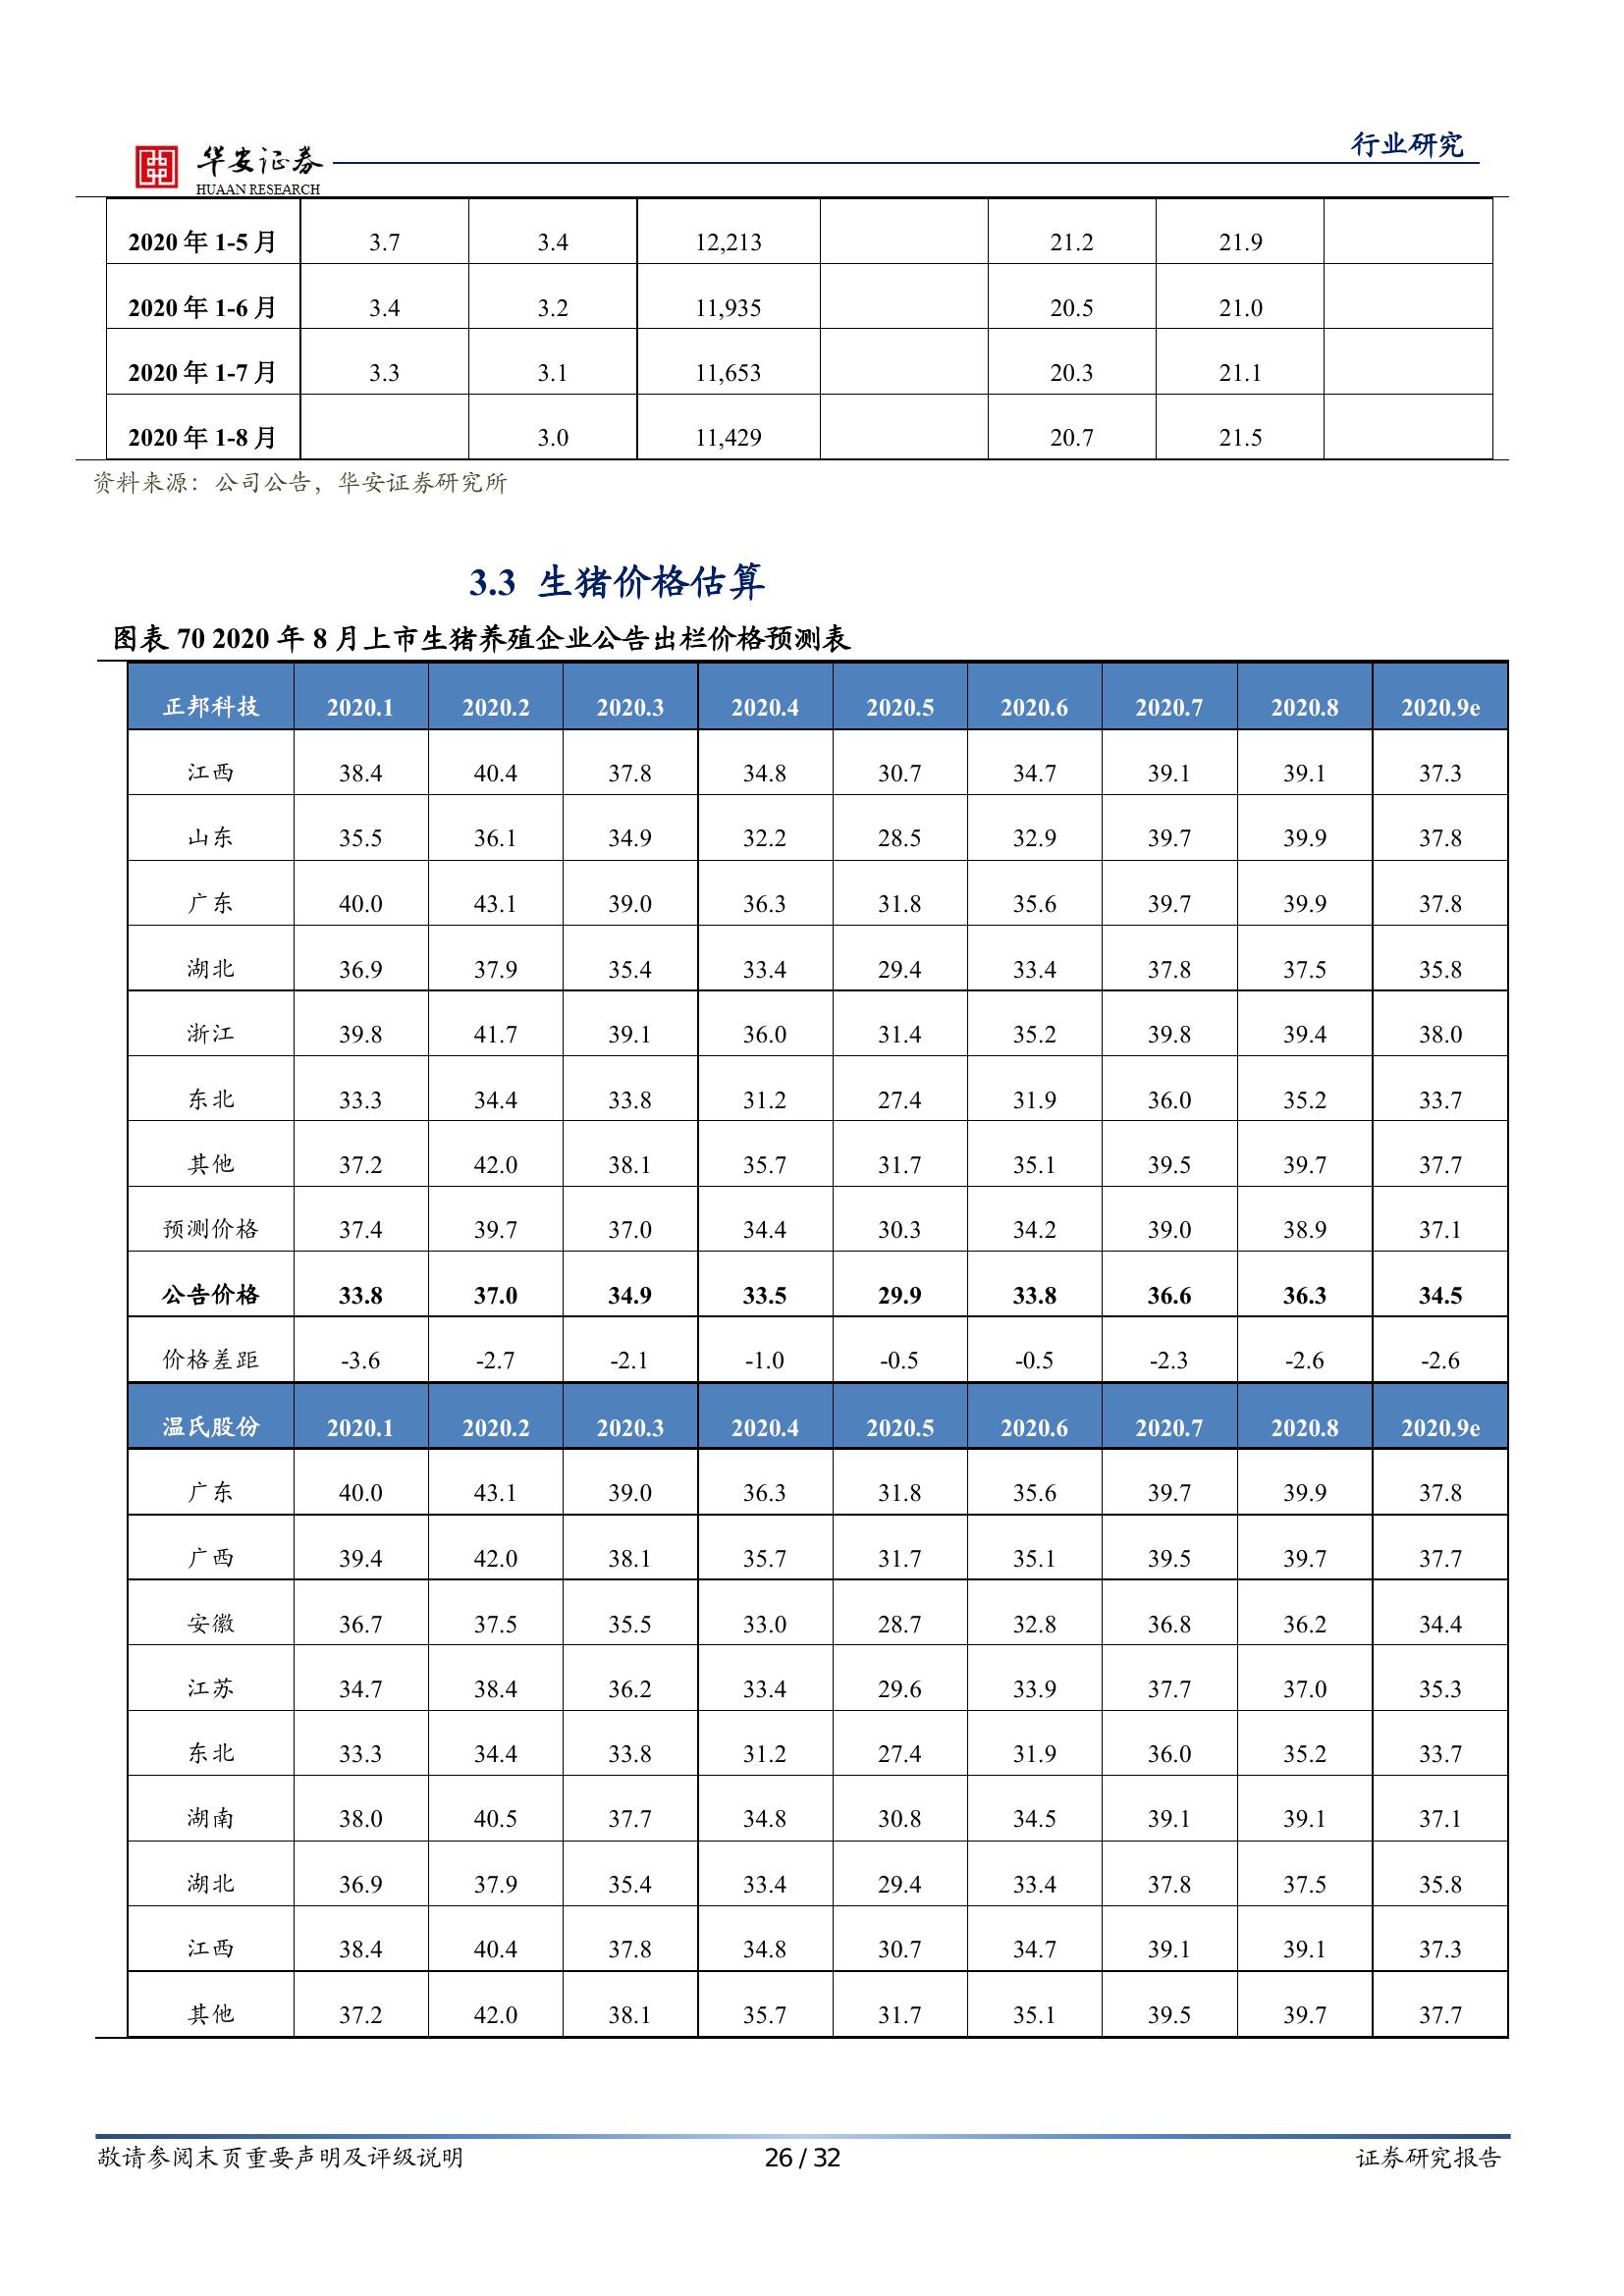 行业研究
华安证券
HUAAN RESEARCH
2020 年 1-5 月 3.7 3.4 12,213 21.2 21.9
2020 年 1-6 月 3.4 3.2 11,935 20.5 21.0
2020 年 1-7 月 3.3 3.1 11,653 20.3 21.1
2020 年 1-8 月 3.0 11,429 20.7 21.5
资料来源：公司公告，华安证券研究所
3.3 生猪价格估算
图表 70 2020 年 8 月上市生猪养殖企业公告出栏价格预测表
正邦科技 2020.1 2020.2 2020.3 2020.4 2020.5 2020.6 2020.7 2020.8 2020.9e
江西 38.4 40.4 37.8 34.8 30.7 34.7 39.1 39.1 37.3
山东 35.5 36.1 34.9 32.2 28.5 32.9 39.7 39.9 37.8
广东 40.0 43.1 39.0 36.3 31.8 35.6 39.7 39.9 37.8
湖北 36.9 37.9 35.4 33.4 29.4 33.4 37.8 37.5 35.8
浙江 39.8 41.7 39.1 36.0 31.4 35.2 39.8 39.4 38.0
东北 33.3 34.4 33.8 31.2 27.4 31.9 36.0 35.2 33.7
其他 37.2 42.0 38.1 35.7 31.7 35.1 39.5 39.7 37.7
预测价格 37.4 39.7 37.0 34.4 30.3 34.2 39.0 38.9 37.1
公告价格 33.8 37.0 34.9 33.5 29.9 33.8 36.6 36.3 34.5
价格差距 -3.6 -2.7 -2.1 -1.0 -0.5 -0.5 -2.3 -2.6 -2.6
温氏股份 2020.1 2020.2 2020.3 2020.4 2020.5 2020.6 2020.7 2020.8 2020.9e
广东 40.0 43.1 39.0 36.3 31.8 35.6 39.7 39.9 37.8
广西 39.4 42.0 38.1 35.7 31.7 35.1 39.5 39.7 37.7
安徽 36.7 37.5 35.5 33.0 28.7 32.8 36.8 36.2 34.4
江苏 34.7 38.4 36.2 33.4 29.6 33.9 37.7 37.0 35.3
东北 33.3 34.4 33.8 31.2 27.4 31.9 36.0 35.2 33.7
湖南 38.0 40.5 37.7 34.8 30.8 34.5 39.1 39.1 37.1
湖北 36.9 37.9 35.4 33.4 29.4 33.4 37.8 37.5 35.8
江西 38.4 40.4 37.8 34.8 30.7 34.7 39.1 39.1 37.3
其他 37.2 42.0 38.1 35.7 31.7 35.1 39.5 39.7 37.7
敬请参阅末页重要声明及评级说明 26 / 32 证券研究报告